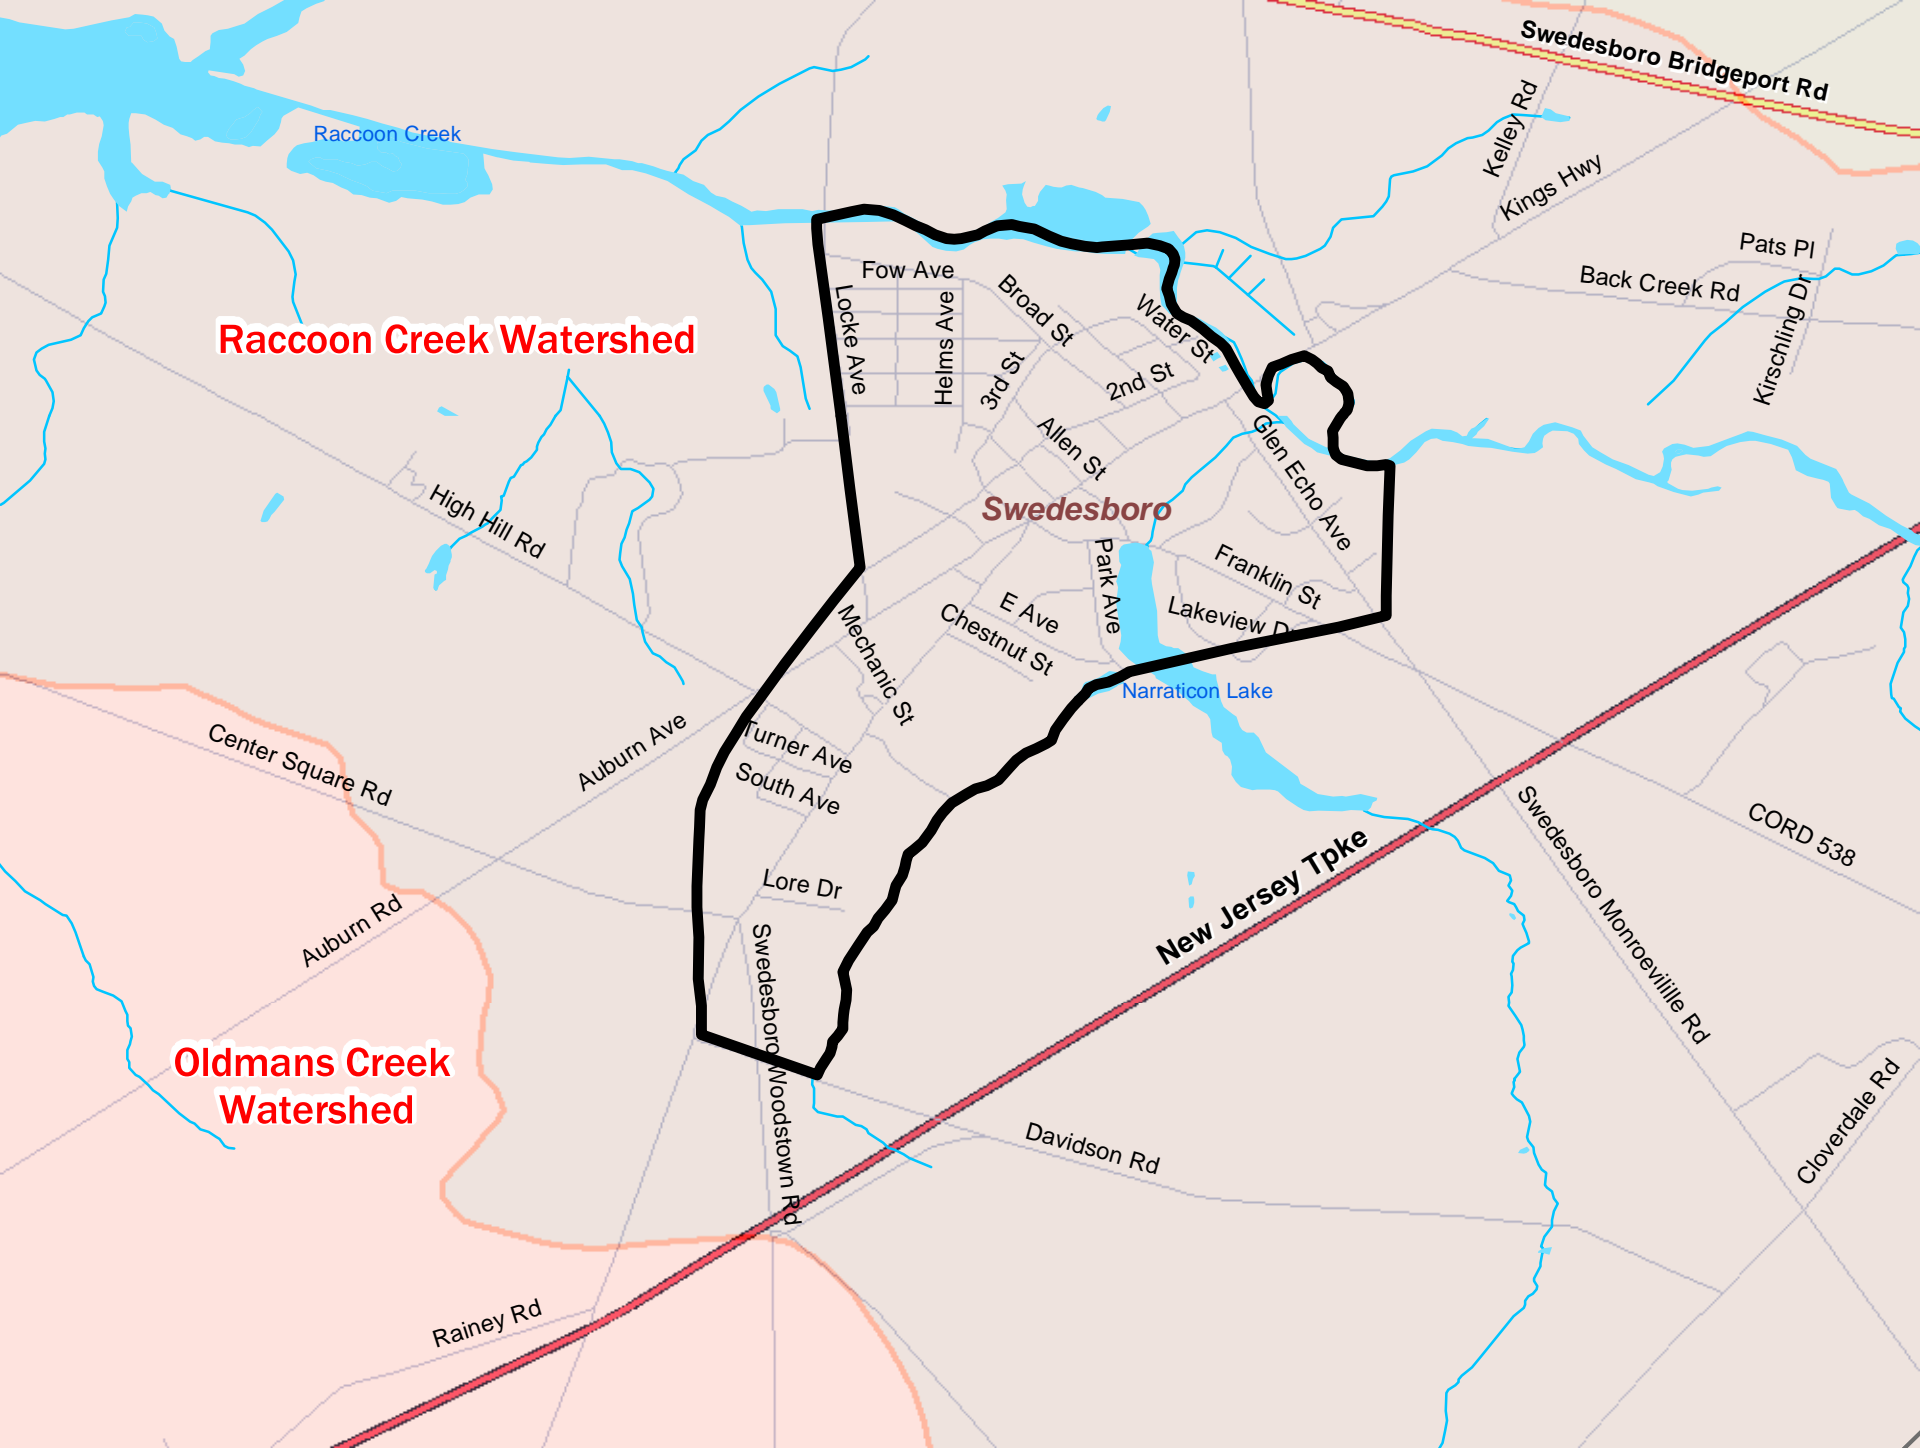 Swedesboro Bridgeport Rd
Raccoon Creek
Kelley Rd
Kings Hwy
Pats Pl
Back Creek Rd
Kirschling Dr
Fow Ave
Locke Ave
Helms Ave
Broad St
Water St
3rd St
2nd St
Raccoon Creek Watershed
Allen St
Glen Echo Ave
High Hill Rd
Swedesboro
Park Ave
Franklin St
Lakeview D
E Ave
Chestnut St
Mechanic St
Narraticon Lake
Center Square Rd
Auburn Ave
Turner Ave
South Ave
Lore Dr
New Jersey Tpke
Swedesboro Monroevilille Rd
CORD 538
Auburn Rd
Swedesboro Woodstown Rd
Oldmans Creek
Watershed
Davidson Rd
Cloverdale Rd
Rainey Rd